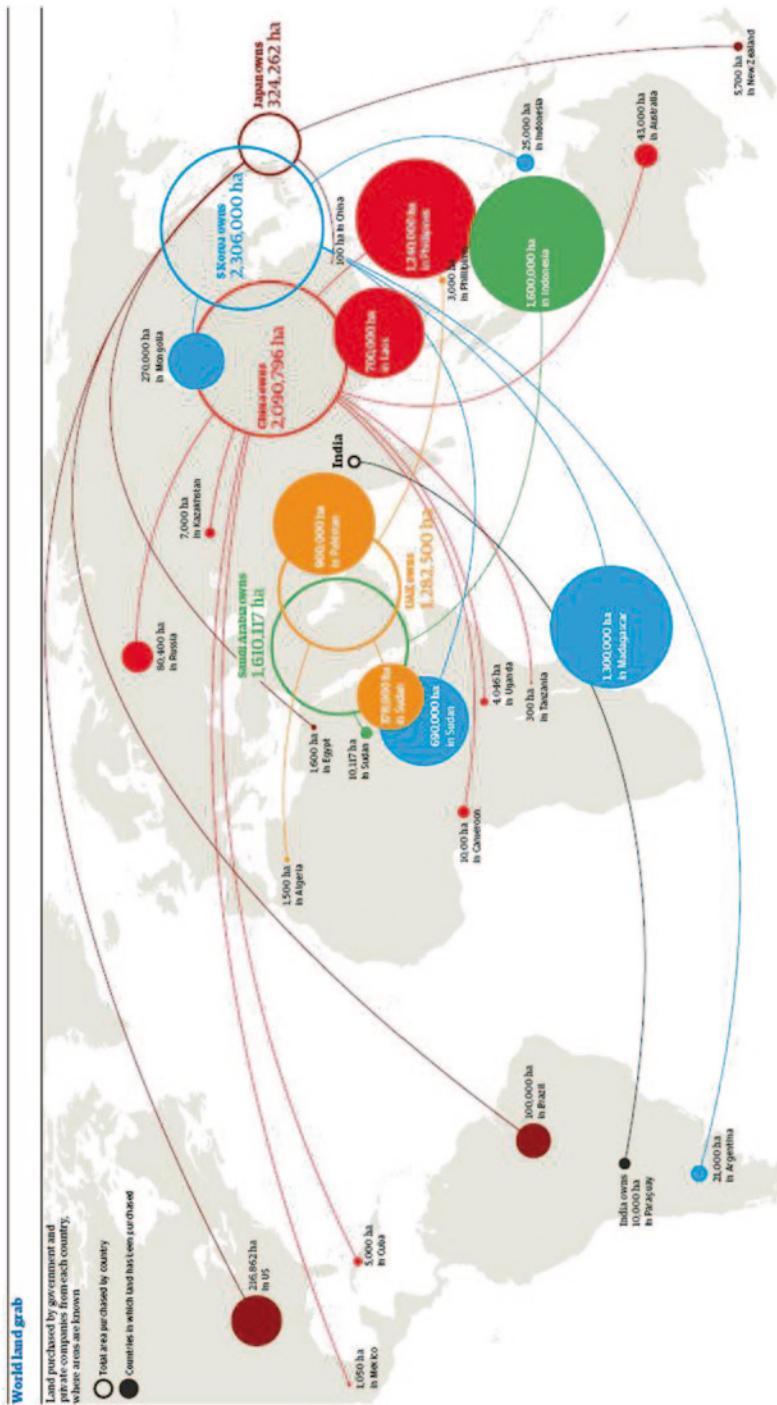 World land grab
Land purchased by government and
private companies from each country,
where areas are known
Total area purchased by country
Countries in which land has been purchased
216,862 ha
in US
1,050 ha
in Mexico
5,000 ha
in Cuba
100,000 ha
in Brazil
India owns
10,000 ha
in Paraguay
21,000 ha
in Argentina
1,500 ha
in Algeria
1,600 ha
in Egypt
10,117 ha
in Sudan
378,000 ha
in Sudan
690,000 ha
in Sudan
10,00 ha
in Cameroon
4,046 ha
in Uganda
300 ha
in Tanzania
1,300,000 ha
in Madagascar
80,400 ha
in Russia
7,000 ha
in Kazakhstan
Saudi Arabia owns
1,610,117 ha
UAE owns
1,282,500 ha
900,000 ha
in Pakistan
India
270,000 ha
in Mongolia
China owns
2,090,796 ha
S Korea owns
2,306,000 ha
Japan owns
324,262 ha
100 ha in China
700,000 ha
in Laos
1,240,000 ha
in Philippines
3,000 ha
in Philippines
1,600,000 ha
in Indonesia
25,000 ha
in Indonesia
43,000 ha
in Australia
5,700 ha
in New Zealand